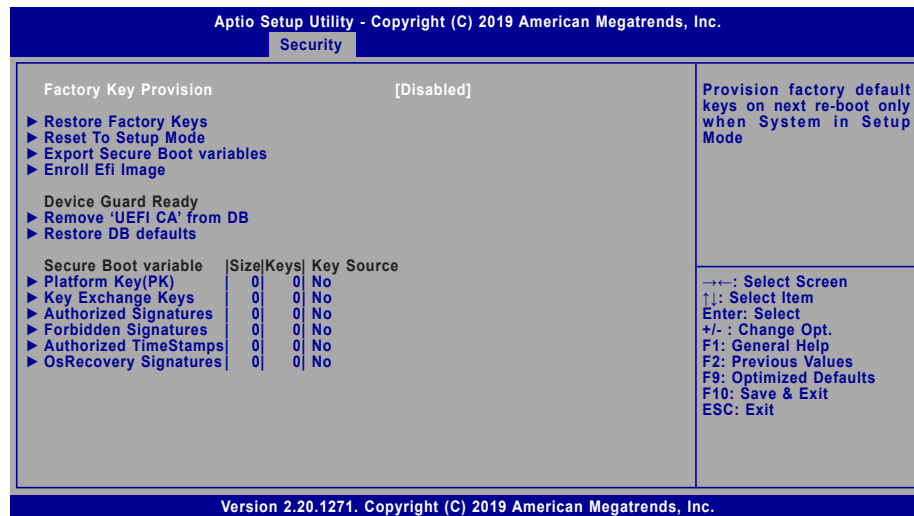 Aptio Setup Utility - Copyright (C) 2019 American Megatrends, Inc.
Security
Factory Key Provision [Disabled]
► Restore Factory Keys
► Reset To Setup Mode
► Export Secure Boot variables
► Enroll Efi Image
Device Guard Ready
► Remove ‘UEFI CA’ from DB
► Restore DB defaults
Secure Boot variable |Size|Keys| Key Source
► Platform Key(PK) | 0| 0| No
► Key Exchange Keys | 0| 0| No
► Authorized Signatures | 0| 0| No
► Forbidden Signatures | 0| 0| No
► Authorized TimeStamps| 0| 0| No
► OsRecovery Signatures| 0| 0| No
Provision factory default
keys on next re-boot only
when System in Setup
Mode
→←: Select Screen
↑↓: Select Item
Enter: Select
+/- : Change Opt.
F1: General Help
F2: Previous Values
F9: Optimized Defaults
F10: Save & Exit
ESC: Exit
Version 2.20.1271. Copyright (C) 2019 American Megatrends, Inc.